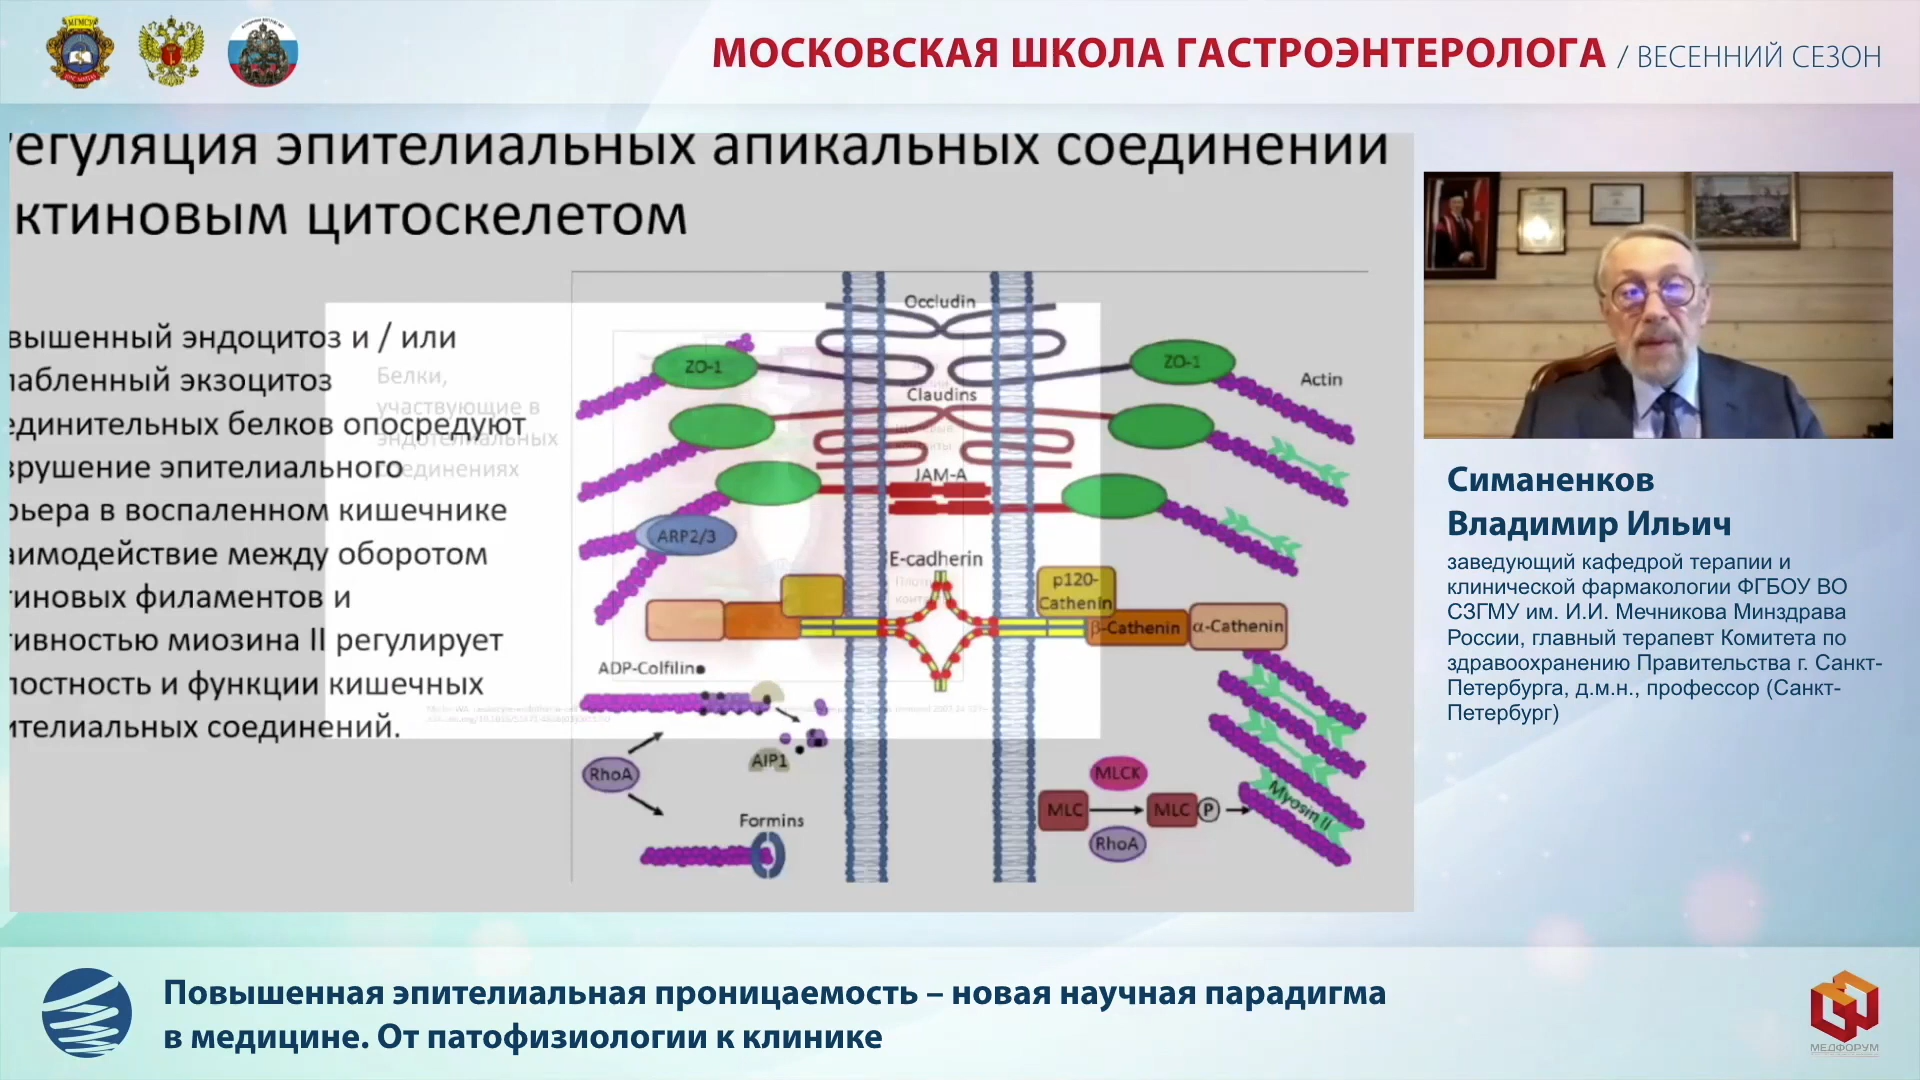 МОСКОВСКАЯ ШКОЛА ГАСТРОЭНТЕРОЛОГА / ВЕСЕННИЙ СЕЗОН
егуляция эпителиальных апикальных соединений
ктиновым цитоскелетом
вышенный эндоцитоз и / или
лабленный экзоцитоз
единительных белков опосредуют
зрушение эпителиального
рьера в воспаленном кишечнике
аимодействие между оборотом
тиновых филаментов и
тивностью миозина II регулирует
лостность и функции кишечных
ителиальных соединений.
Белки,
участвующие в
эндотелиальных
соединениях
Occludin
ZO-1
ZO-1
Actin
Claudins
JAM-A
ARP2/3
E-cadherin
p120-
Cathenin
β-Cathenin
α-Cathenin
ADP-Colfilin
AIP1
RhoA
Formins
MLCK
MLC
MLC
P
RhoA
Myosin II
Симаненков
Владимир Ильич
заведующий кафедрой терапии и
клинической фармакологии ФГБОУ ВО
СЗГМУ им. И.И. Мечникова Минздрава
России, главный терапевт Комитета по
здравоохранению Правительства г. Санкт-
Петербурга, д.м.н., профессор (Санкт-
Петербург)
Повышенная эпителиальная проницаемость – новая научная парадигма
в медицине. От патофизиологии к клинике
МЕДФОРУМ